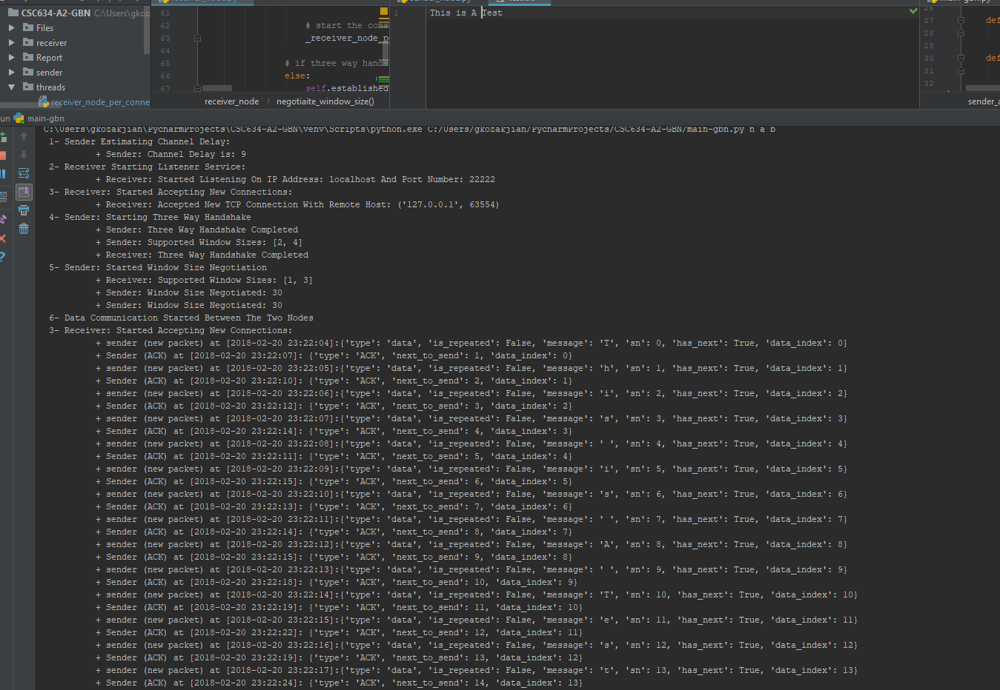 CSC634-A2-GBN C:\Users\gkoza
Files
receiver
Report
sender
threads
receiver_node_per_conne
61
62 # start the cons
63 _receiver_node_p
64
65 # if three way hands
66 else:
67 self.established
receiver_node › negotiaite_window_size()
1 This is A Test
26
27 def
28
29
30 def
31
32
sender_a
un main-gbn
C:\Users\gkozakjian\PycharmProjects\CSC634-A2-GBN\venv\Scripts\python.exe C:/Users/gkozakjian/PycharmProjects/CSC634-A2-GBN/main-gbn.py h a b
1- Sender Estimating Channel Delay:
+ Sender: Channel Delay is: 9
2- Receiver Starting Listener Service:
+ Receiver: Started Listening On IP Address: localhost And Port Number: 22222
3- Receiver: Started Accepting New Connections:
+ Receiver: Accepted New TCP Connection With Remote Host: ('127.0.0.1', 63554)
4- Sender: Starting Three Way Handshake
+ Sender: Three Way Handshake Completed
+ Sender: Supported Window Sizes: [2, 4]
+ Receiver: Three Way Handshake Completed
5- Sender: Started Window Size Negotiation
+ Receiver: Supported Window Sizes: [1, 3]
+ Sender: Window Size Negotiated: 30
+ Sender: Window Size Negotiated: 30
6- Data Communication Started Between The Two Nodes
3- Receiver: Started Accepting New Connections:
+ sender (new packet) at [2018-02-20 23:22:04]:{'type': 'data', 'is_repeated': False, 'message': 'T', 'sn': 0, 'has_next': True, 'data_index': 0}
+ Sender (ACK) at [2018-02-20 23:22:07]: {'type': 'ACK', 'next_to_send': 1, 'data_index': 0}
+ sender (new packet) at [2018-02-20 23:22:05]:{'type': 'data', 'is_repeated': False, 'message': 'h', 'sn': 1, 'has_next': True, 'data_index': 1}
+ Sender (ACK) at [2018-02-20 23:22:10]: {'type': 'ACK', 'next_to_send': 2, 'data_index': 1}
+ sender (new packet) at [2018-02-20 23:22:06]:{'type': 'data', 'is_repeated': False, 'message': 'i', 'sn': 2, 'has_next': True, 'data_index': 2}
+ Sender (ACK) at [2018-02-20 23:22:12]: {'type': 'ACK', 'next_to_send': 3, 'data_index': 2}
+ sender (new packet) at [2018-02-20 23:22:07]:{'type': 'data', 'is_repeated': False, 'message': 's', 'sn': 3, 'has_next': True, 'data_index': 3}
+ Sender (ACK) at [2018-02-20 23:22:14]: {'type': 'ACK', 'next_to_send': 4, 'data_index': 3}
+ sender (new packet) at [2018-02-20 23:22:08]:{'type': 'data', 'is_repeated': False, 'message': ' ', 'sn': 4, 'has_next': True, 'data_index': 4}
+ Sender (ACK) at [2018-02-20 23:22:11]: {'type': 'ACK', 'next_to_send': 5, 'data_index': 4}
+ sender (new packet) at [2018-02-20 23:22:09]:{'type': 'data', 'is_repeated': False, 'message': 'i', 'sn': 5, 'has_next': True, 'data_index': 5}
+ Sender (ACK) at [2018-02-20 23:22:15]: {'type': 'ACK', 'next_to_send': 6, 'data_index': 5}
+ sender (new packet) at [2018-02-20 23:22:10]:{'type': 'data', 'is_repeated': False, 'message': 's', 'sn': 6, 'has_next': True, 'data_index': 6}
+ Sender (ACK) at [2018-02-20 23:22:13]: {'type': 'ACK', 'next_to_send': 7, 'data_index': 6}
+ sender (new packet) at [2018-02-20 23:22:11]:{'type': 'data', 'is_repeated': False, 'message': ' ', 'sn': 7, 'has_next': True, 'data_index': 7}
+ Sender (ACK) at [2018-02-20 23:22:14]: {'type': 'ACK', 'next_to_send': 8, 'data_index': 7}
+ sender (new packet) at [2018-02-20 23:22:12]:{'type': 'data', 'is_repeated': False, 'message': 'A', 'sn': 8, 'has_next': True, 'data_index': 8}
+ Sender (ACK) at [2018-02-20 23:22:15]: {'type': 'ACK', 'next_to_send': 9, 'data_index': 8}
+ sender (new packet) at [2018-02-20 23:22:13]:{'type': 'data', 'is_repeated': False, 'message': ' ', 'sn': 9, 'has_next': True, 'data_index': 9}
+ Sender (ACK) at [2018-02-20 23:22:18]: {'type': 'ACK', 'next_to_send': 10, 'data_index': 9}
+ sender (new packet) at [2018-02-20 23:22:14]:{'type': 'data', 'is_repeated': False, 'message': 'T', 'sn': 10, 'has_next': True, 'data_index': 10}
+ Sender (ACK) at [2018-02-20 23:22:19]: {'type': 'ACK', 'next_to_send': 11, 'data_index': 10}
+ sender (new packet) at [2018-02-20 23:22:15]:{'type': 'data', 'is_repeated': False, 'message': 'e', 'sn': 11, 'has_next': True, 'data_index': 11}
+ Sender (ACK) at [2018-02-20 23:22:22]: {'type': 'ACK', 'next_to_send': 12, 'data_index': 11}
+ sender (new packet) at [2018-02-20 23:22:16]:{'type': 'data', 'is_repeated': False, 'message': 's', 'sn': 12, 'has_next': True, 'data_index': 12}
+ Sender (ACK) at [2018-02-20 23:22:19]: {'type': 'ACK', 'next_to_send': 13, 'data_index': 12}
+ sender (new packet) at [2018-02-20 23:22:17]:{'type': 'data', 'is_repeated': False, 'message': 't', 'sn': 13, 'has_next': True, 'data_index': 13}
+ Sender (ACK) at [2018-02-20 23:22:24]: {'type': 'ACK', 'next_to_send': 14, 'data_index': 13}